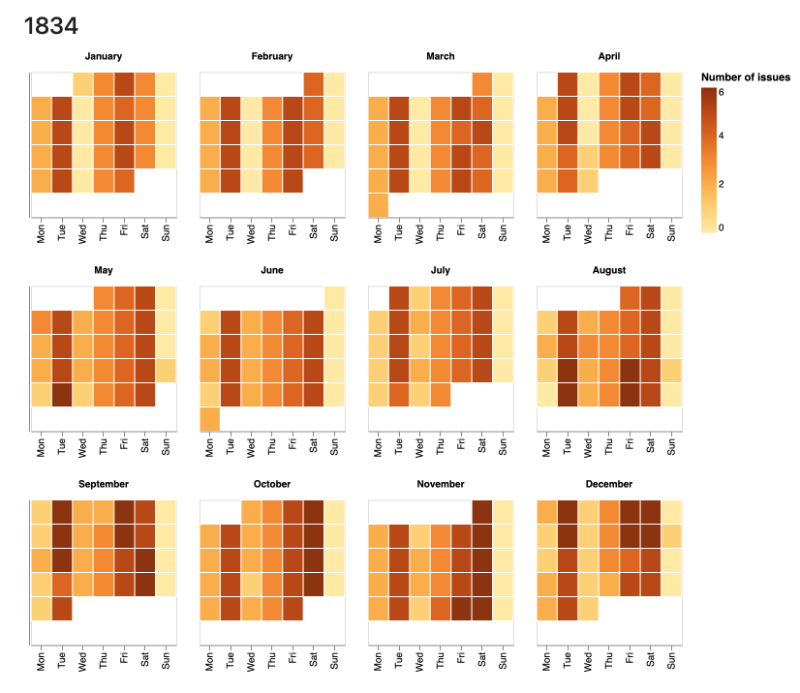 1834
January
February
March
April
Number of issues
6
4
2
0
Mon Tue Wed Thu Fri Sat Sun
Mon Tue Wed Thu Fri Sat Sun
Mon Tue Wed Thu Fri Sat Sun
Mon Tue Wed Thu Fri Sat Sun
May
June
July
August
Mon Tue Wed Thu Fri Sat Sun
Mon Tue Wed Thu Fri Sat Sun
Mon Tue Wed Thu Fri Sat Sun
Mon Tue Wed Thu Fri Sat Sun
September
October
November
December
Mon Tue Wed Thu Fri Sat Sun
Mon Tue Wed Thu Fri Sat Sun
Mon Tue Wed Thu Fri Sat Sun
Mon Tue Wed Thu Fri Sat Sun